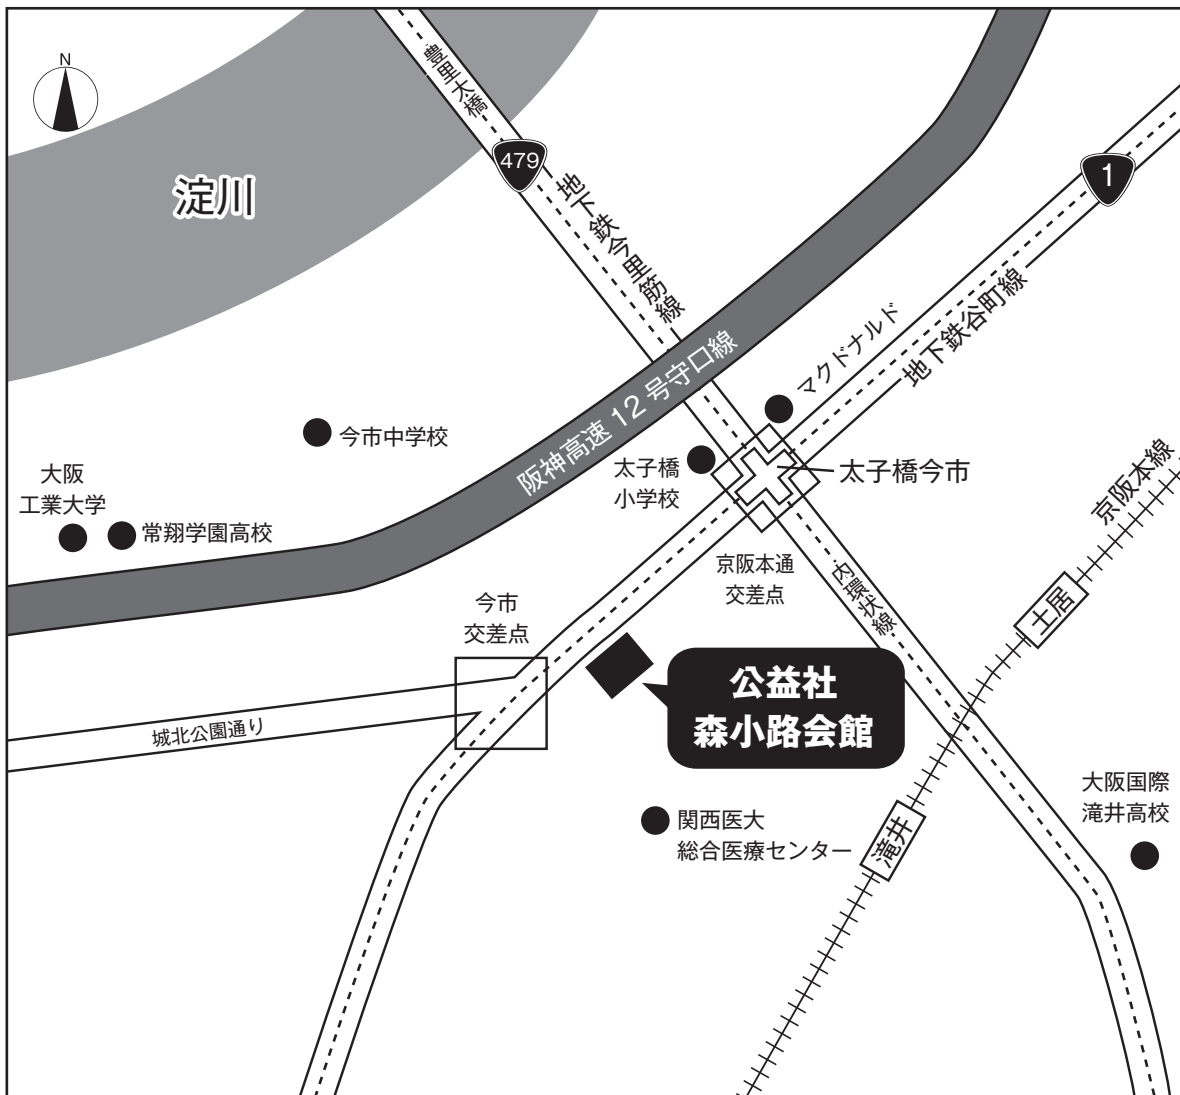 N
豊里大橋
479
1
淀川
地下鉄今里筋線
阪神高速12号守口線
マクドナルド
地下鉄谷町線
今市中学校
大阪
工業大学
常翔学園高校
太子橋
小学校
太子橋今市
京阪本線
京阪本通
交差点
内環状線
土居
今市
交差点
公益社
森小路会館
城北公園通り
関西医大
総合医療センター
滝井
大阪国際
滝井高校